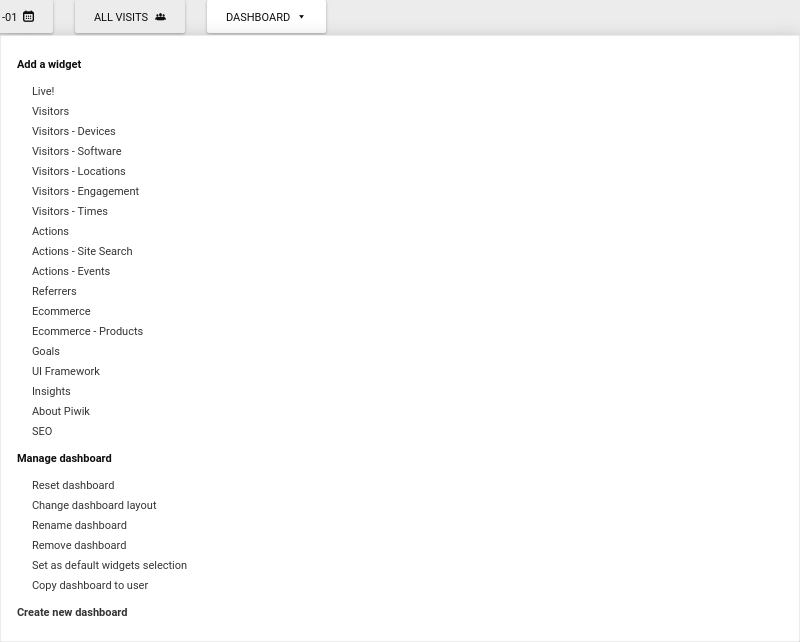 -01
ALL VISITS
DASHBOARD
Add a widget
Live!
Visitors
Visitors - Devices
Visitors - Software
Visitors - Locations
Visitors - Engagement
Visitors - Times
Actions
Actions - Site Search
Actions - Events
Referrers
Ecommerce
Ecommerce - Products
Goals
UI Framework
Insights
About Piwik
SEO
Manage dashboard
Reset dashboard
Change dashboard layout
Rename dashboard
Remove dashboard
Set as default widgets selection
Copy dashboard to user
Create new dashboard